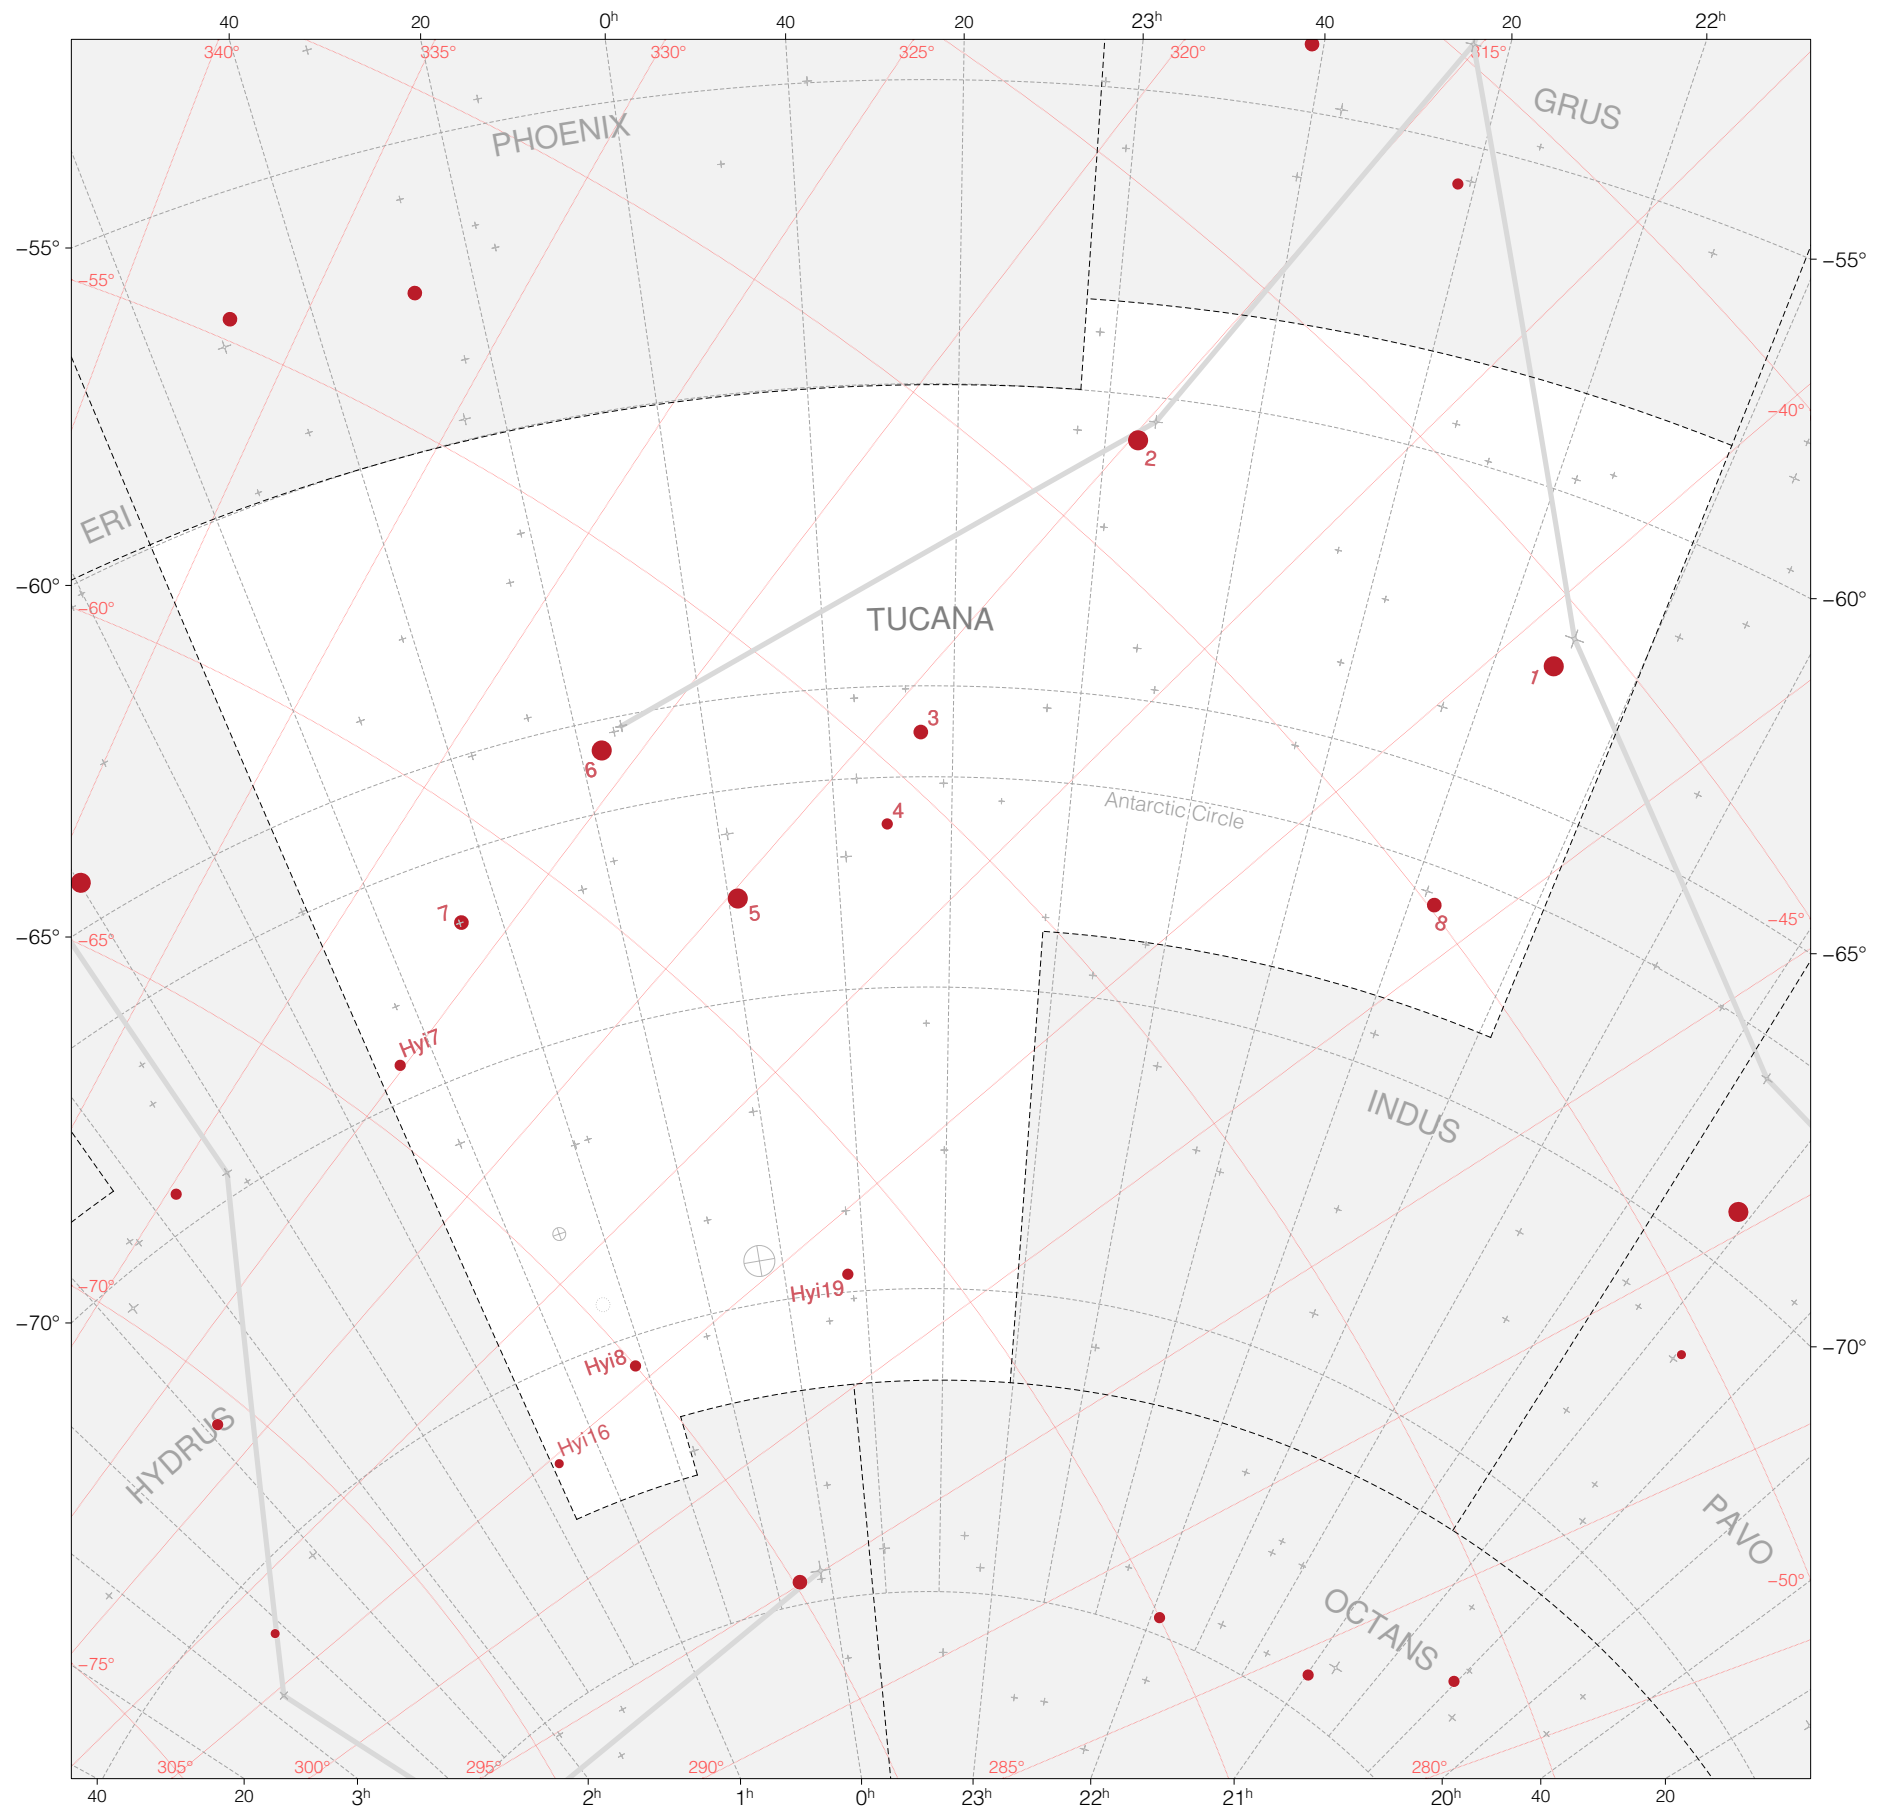 40 20 0h 40 20 23h 40 20 22h
340° 335° 330° 325° 320° 315°
GRUS
PHOENIX
-55° -55°
-55°
-40°
2
ERI
-60° -60°
-60°
TUCANA
1
3
6
Antarctic Circle
4
7 5 8
-45°
-65° -65°
-65°
Hyi7
INDUS
-70°
Hyi19
-70° -70°
Hyi8
HYDRUS
Hyi16
PAVO
-50°
OCTANS
-75°
305° 300° 295° 290° 285° 280°
40 20 3h 2h 1h 0h 23h 22h 21h 20h 40 20